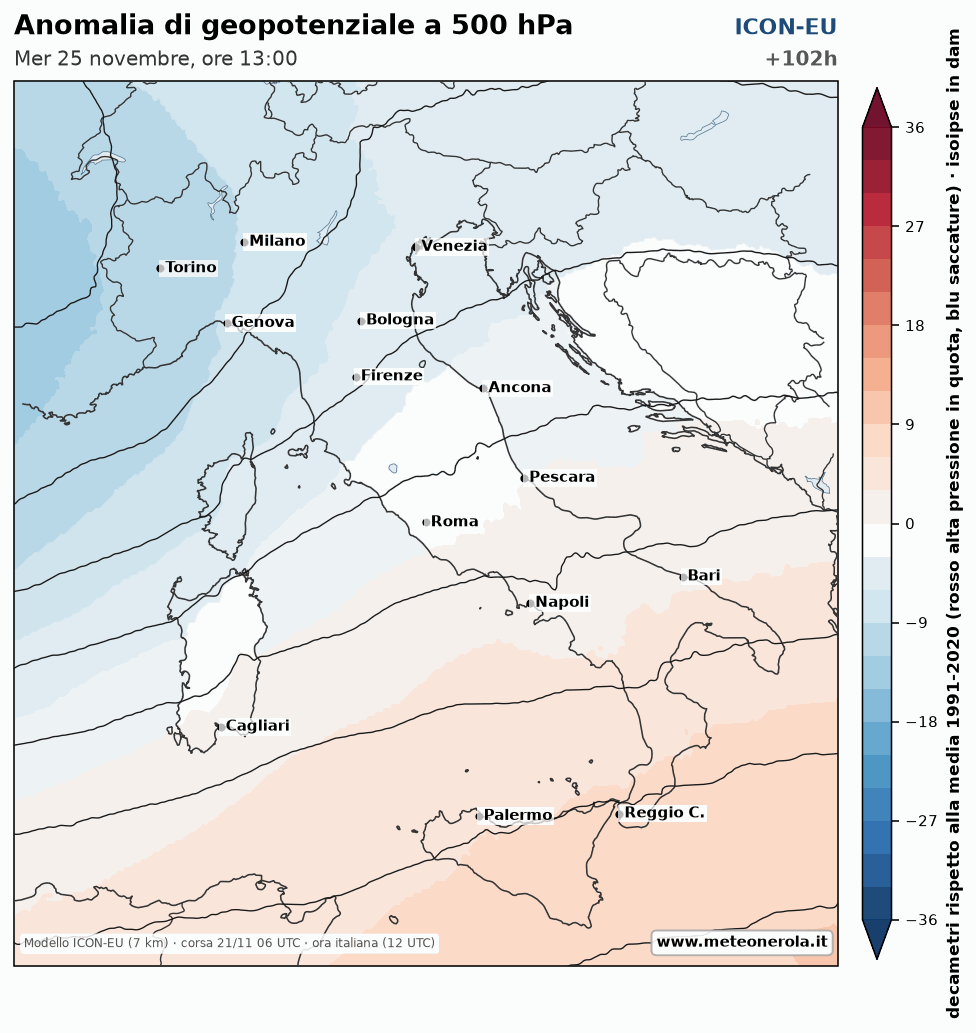 Anomalia di geopotenziale a 500 hPa
ICON-EU
Mer 25 novembre, ore 13:00
+102h
Milano
Torino
Venezia
Genova
Bologna
Firenze
Ancona
Pescara
Roma
Bari
Napoli
Cagliari
Palermo
Reggio C.
Modello ICON-EU (7 km) · corsa 21/11 06 UTC · ora italiana (12 UTC)
www.meteonerola.it
36
27
18
9
0
−9
−18
−27
−36
decametri rispetto alla media 1991-2020 (rosso alta pressione in quota, blu saccature) · isoipse in dam